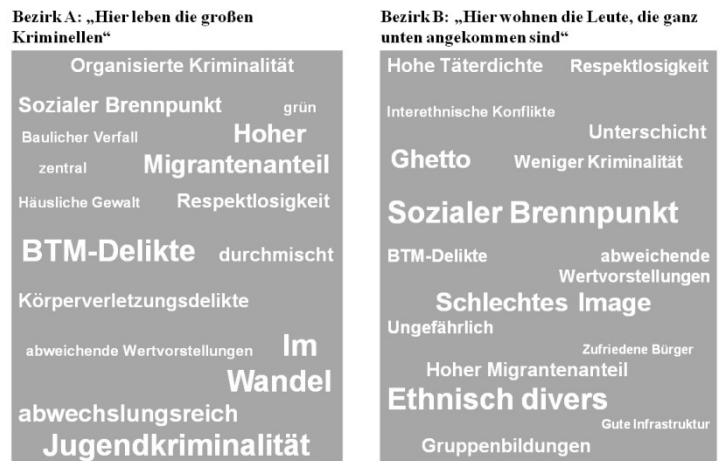 Bezirk A: „Hier leben die großen
Kriminellen“
Organisierte Kriminalität
Sozialer Brennpunkt grün
Baulicher Verfall Hoher
zentral Migrantenanteil
Häusliche Gewalt Respektlosigkeit
BTM-Delikte durchmischt
Körperverletzungsdelikte
abweichende Wertvorstellungen Im
Wandel
abwechslungsreich
Jugendkriminalität
Bezirk B: „Hier wohnen die Leute, die ganz
unten angekommen sind“
Hohe Täterdichte Respektlosigkeit
Interethnische Konflikte
Unterschicht
Ghetto Weniger Kriminalität
Sozialer Brennpunkt
BTM-Delikte abweichende
Wertvorstellungen
Schlechtes Image
Ungefährlich
Zufriedene Bürger
Hoher Migrantenanteil
Ethnisch divers
Gute Infrastruktur
Gruppenbildungen